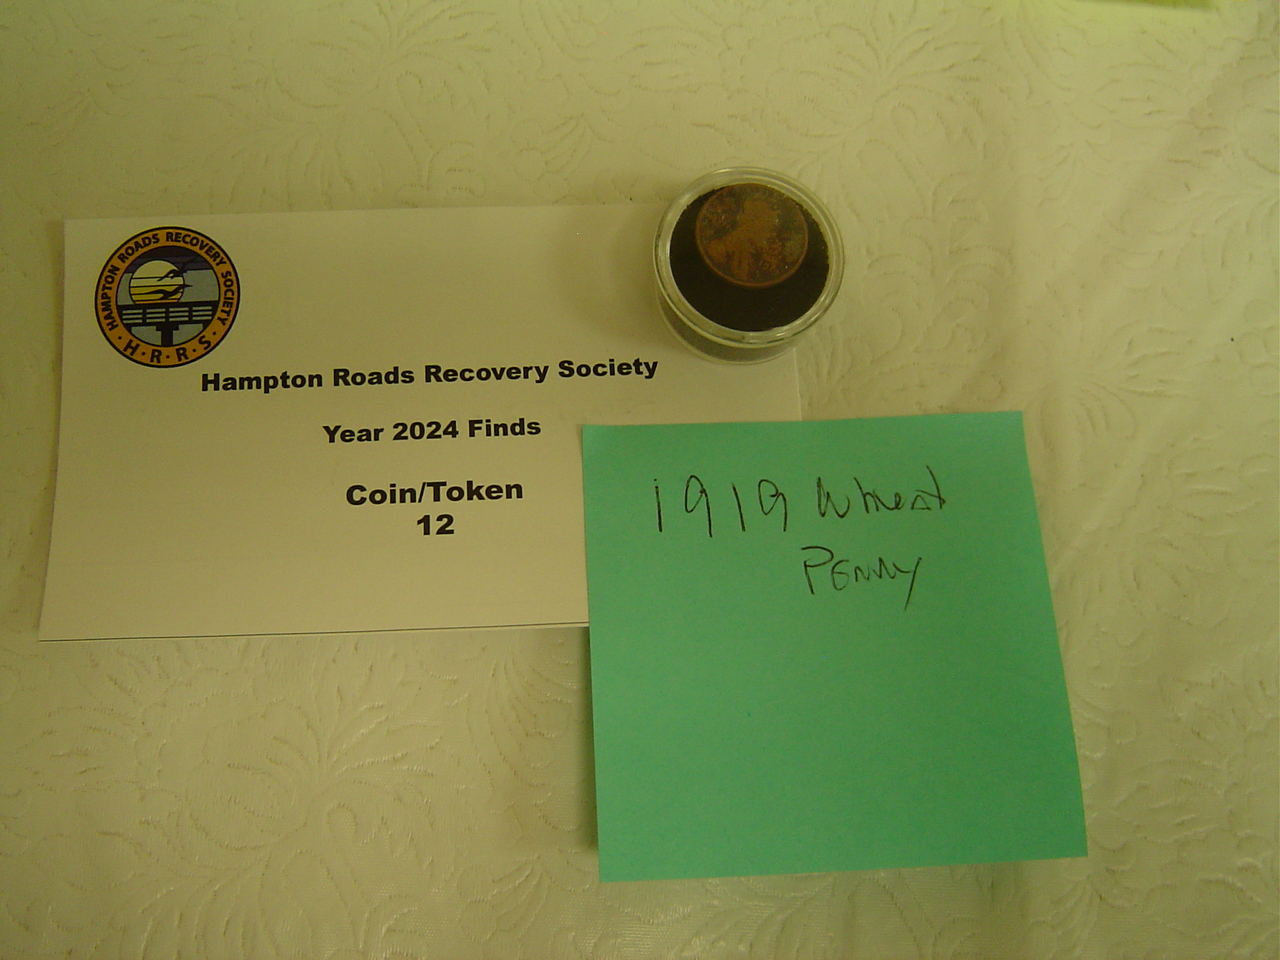 HAMPTON ROADS RECOVERY SOCIETY
· H · R · R · S ·
Hampton Roads Recovery Society
Year 2024 Finds
Coin/Token
12
1919 Wheat
Penny